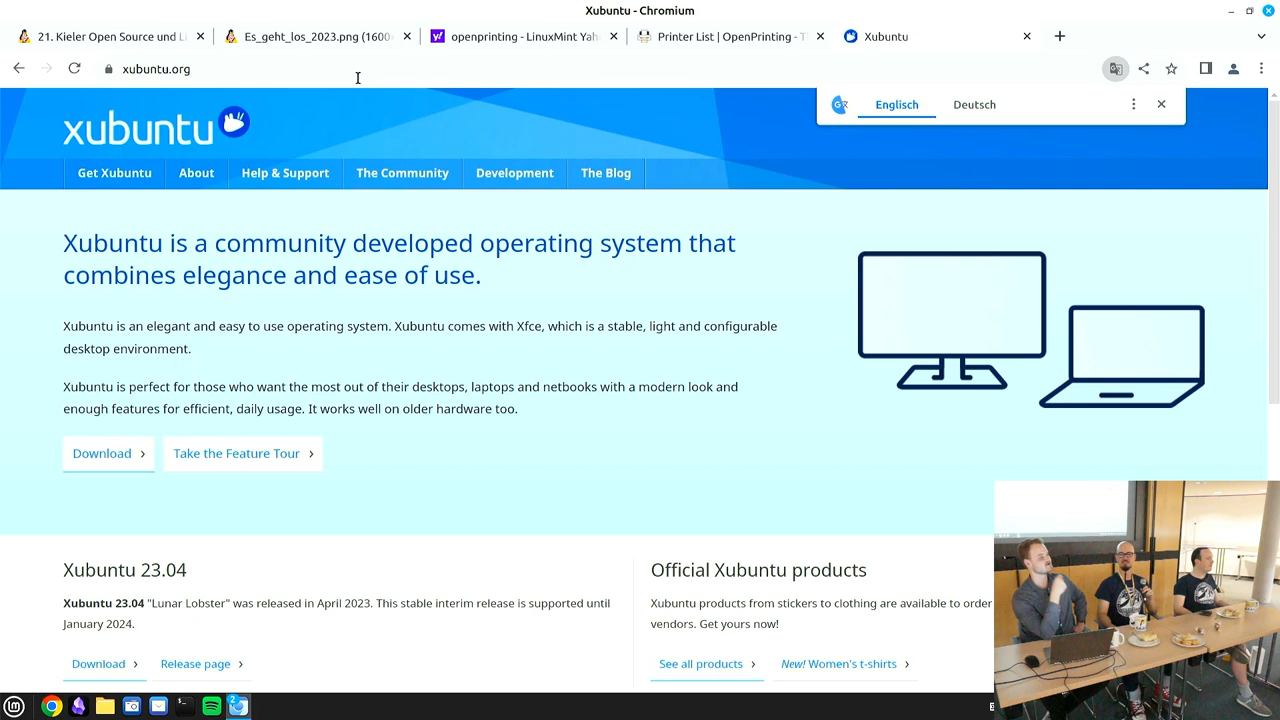 Xubuntu - Chromium
21. Kieler Open Source und Li
Es_geht_los_2023.png (1600
openprinting - LinuxMint Yah
Printer List | OpenPrinting - T
Xubuntu
xubuntu.org
Englisch
Deutsch
xubuntu
Get Xubuntu
About
Help & Support
The Community
Development
The Blog
Xubuntu is a community developed operating system that
combines elegance and ease of use.
Xubuntu is an elegant and easy to use operating system. Xubuntu comes with Xfce, which is a stable, light and configurable
desktop environment.
Xubuntu is perfect for those who want the most out of their desktops, laptops and netbooks with a modern look and
enough features for efficient, daily usage. It works well on older hardware too.
Download
Take the Feature Tour
Xubuntu 23.04
Xubuntu 23.04 "Lunar Lobster" was released in April 2023. This stable interim release is supported until
January 2024.
Download
Release page
Official Xubuntu products
Xubuntu products from stickers to clothing are available to order
vendors. Get yours now!
See all products
New! Women's t-shirts
2